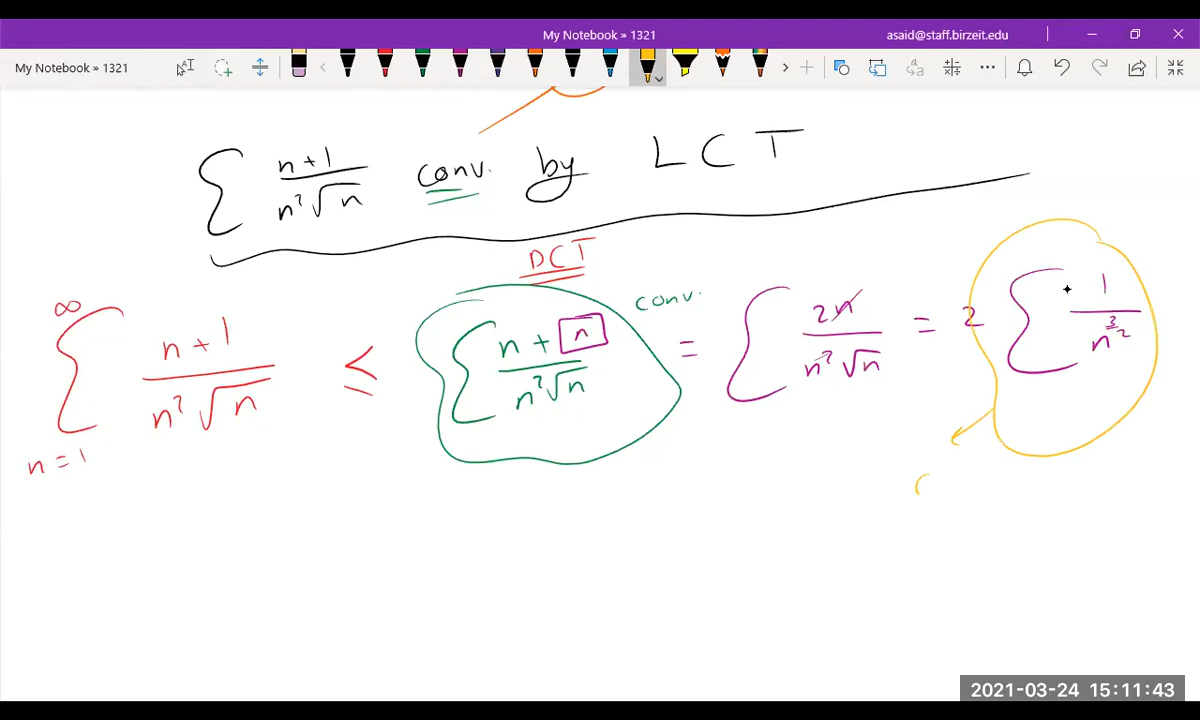 My Notebook » 1321
asaid@staff.birzeit.edu
My Notebook » 1321
Σ (n+1)/(n²√n) conv. by LCT
DCT
∞
Σ (n+1)/(n²√n) ≤ Σ (n+n)/(n²√n) conv. = Σ 2n/(n²√n) = 2 Σ 1/n^(3/2)
n=1
2021-03-24 15:11:43